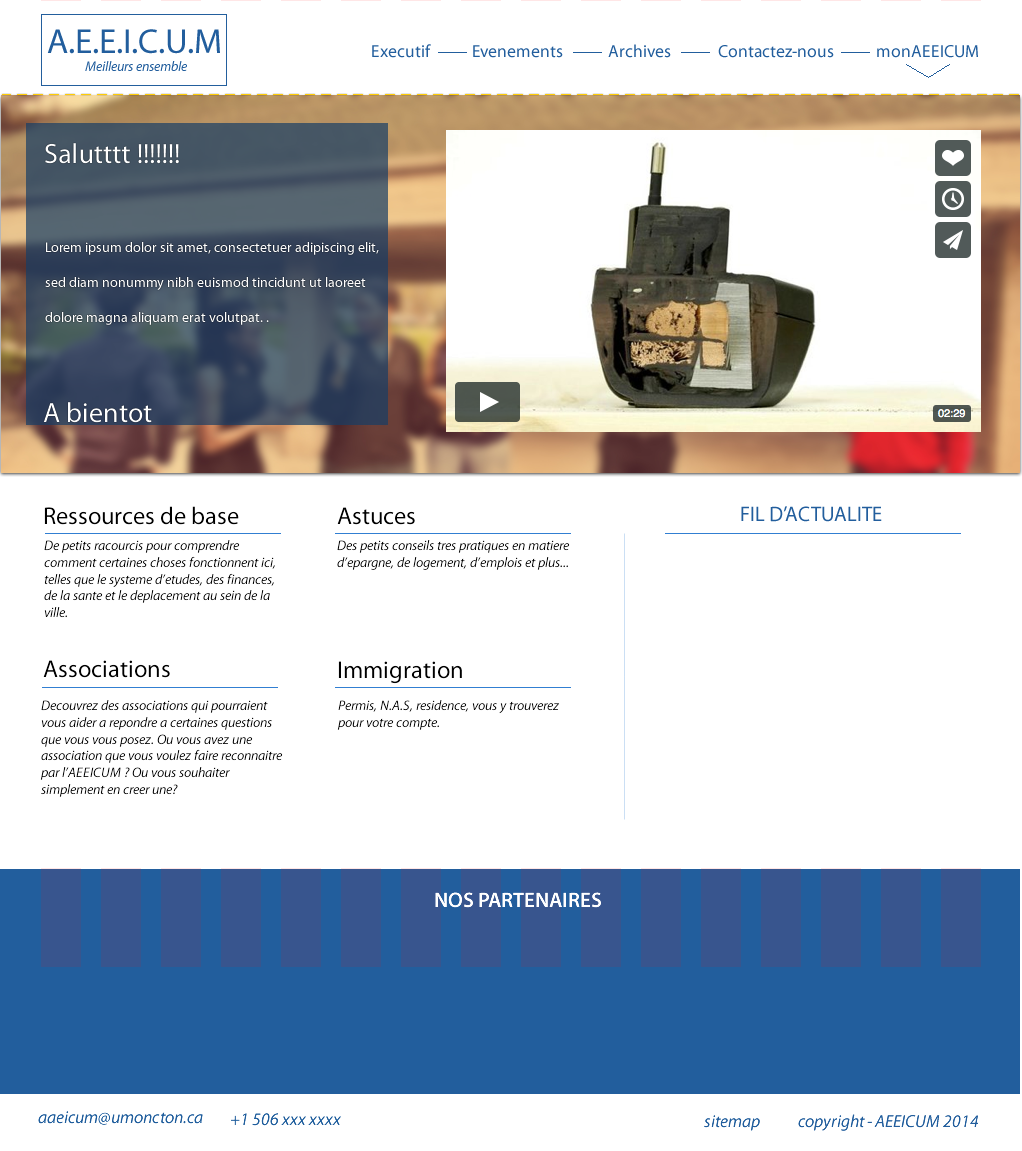 A.E.E.I.C.U.M
Meilleurs ensemble
Executif Evenements Archives Contactez-nous monAEEICUM
Salutttt !!!!!!!
Lorem ipsum dolor sit amet, consectetuer adipiscing elit,
sed diam nonummy nibh euismod tincidunt ut laoreet
dolore magna aliquam erat volutpat. .
A bientot
02:29
Ressources de base
De petits racourcis pour comprendre
comment certaines choses fonctionnent ici,
telles que le systeme d'etudes, des finances,
de la sante et le deplacement au sein de la
ville.
Astuces
Des petits conseils tres pratiques en matiere
d'epargne, de logement, d'emplois et plus...
FIL D'ACTUALITE
Associations
Decouvrez des associations qui pourraient
vous aider a repondre a certaines questions
que vous vous posez. Ou vous avez une
association que vous voulez faire reconnaitre
par l'AEEICUM ? Ou vous souhaiter
simplement en creer une?
Immigration
Permis, N.A.S, residence, vous y trouverez
pour votre compte.
NOS PARTENAIRES
aaeicum@umoncton.ca +1 506 xxx xxxx sitemap copyright - AEEICUM 2014